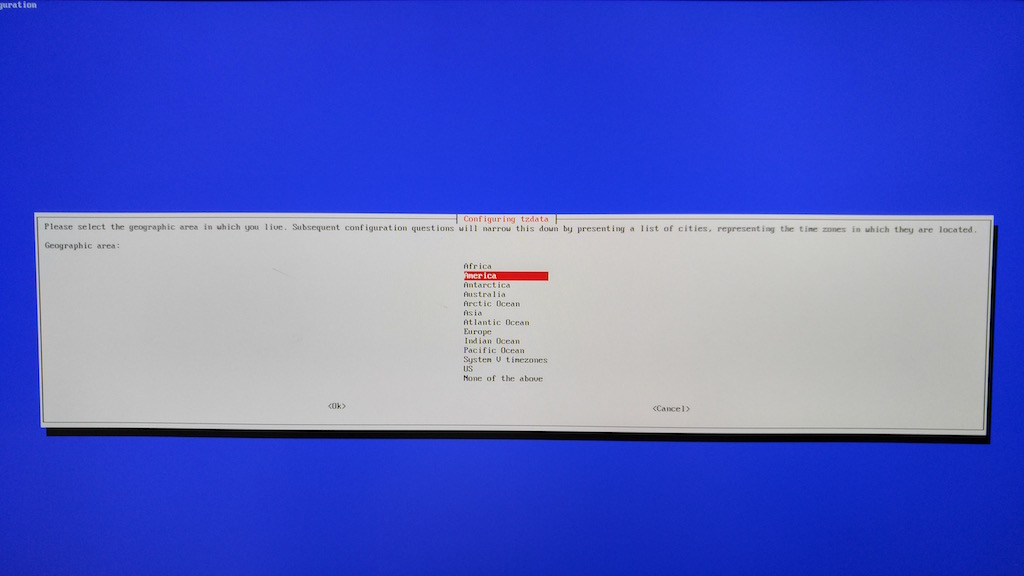 guration
Configuring tzdata
Please select the geographic area in which you live. Subsequent configuration questions will narrow this down by presenting a list of cities, representing the time zones in which they are located.
Geographic area:
Africa
America
Antarctica
Australia
Arctic Ocean
Asia
Atlantic Ocean
Europe
Indian Ocean
Pacific Ocean
System V timezones
US
None of the above
<Ok>
<Cancel>